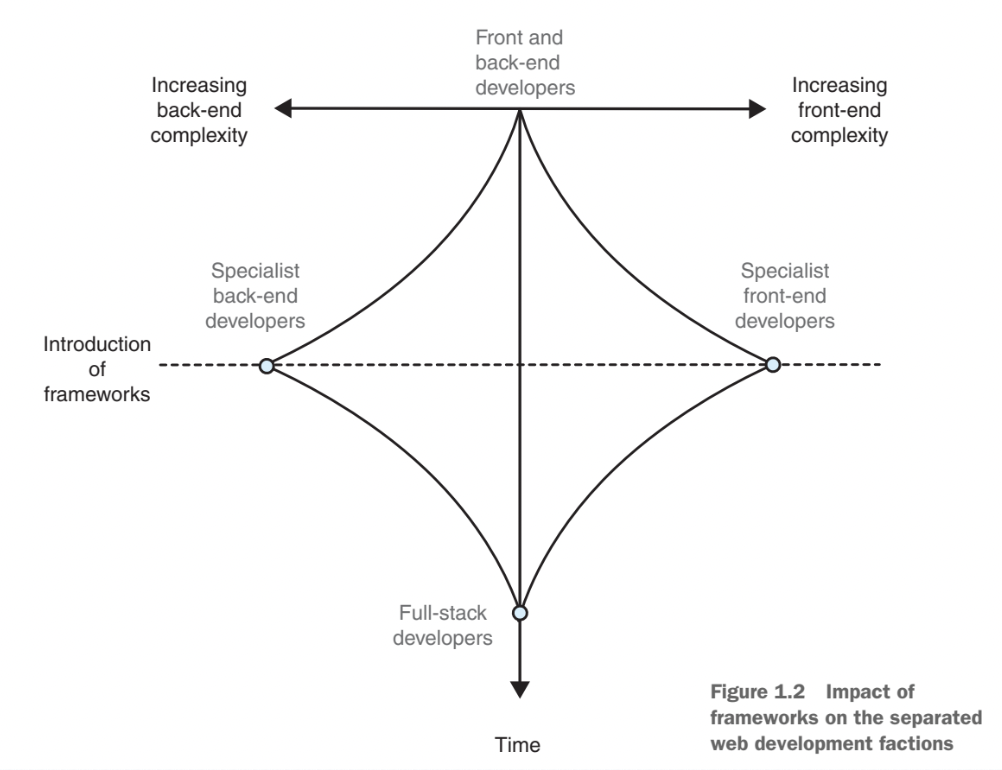 Front and
back-end
developers
Increasing
back-end
complexity
Increasing
front-end
complexity
Specialist
back-end
developers
Specialist
front-end
developers
Introduction
of
frameworks
Full-stack
developers
Time
Figure 1.2 Impact of
frameworks on the separated
web development factions